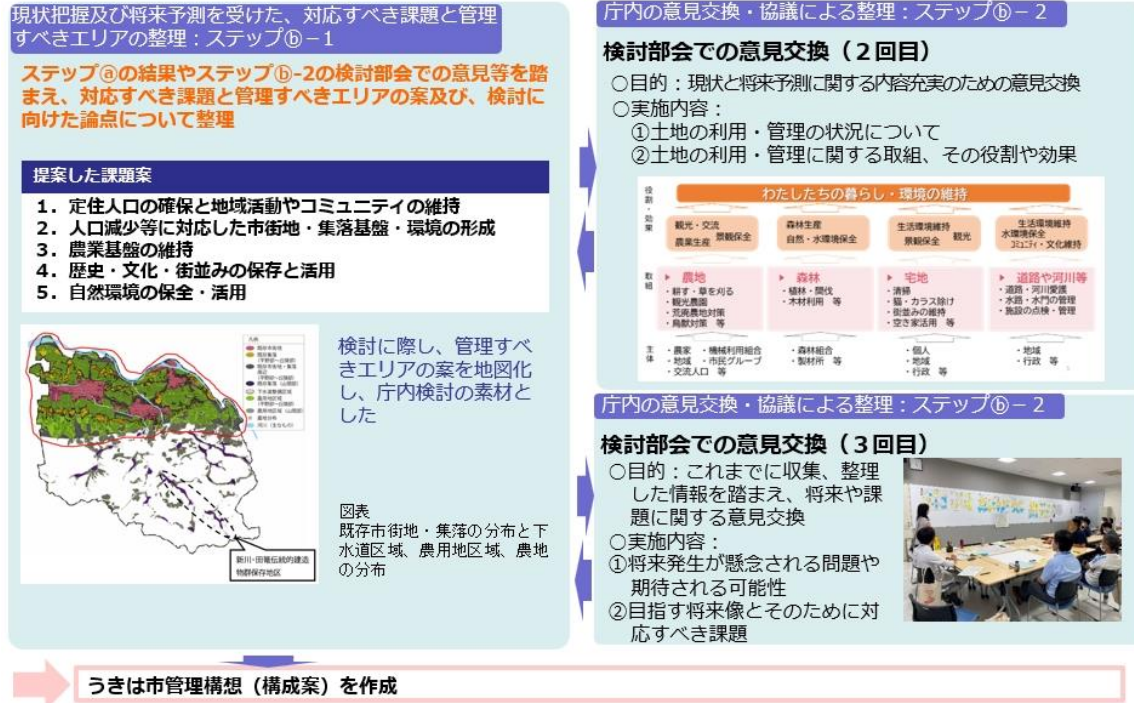 現状把握及び将来予測を受けた、対応すべき課題と管理
すべきエリアの整理：ステップⓑ－１
ステップⓐの結果やステップⓑ-2の検討部会での意見等を踏
まえ、対応すべき課題と管理すべきエリアの案及び、検討に
向けた論点について整理
提案した課題案
１．定住人口の確保と地域活動やコミュニティの維持
２．人口減少等に対応した市街地・集落基盤・環境の形成
３．農業基盤の維持
４．歴史・文化・街並みの保存と活用
５．自然環境の保全・活用
検討に際し、管理すべ
きエリアの案を地図化
し、庁内検討の素材と
した
図表
既存市街地・集落の分布と下
水道区域、農用地区域、農地
の分布
新川・田篭伝統的建造
物群保存地区
庁内の意見交換・協議による整理：ステップⓑ－２
検討部会での意見交換（２回目）
○目的：現状と将来予測に関する内容充実のための意見交換
○実施内容：
①土地の利用・管理の状況について
②土地の利用・管理に関する取組、その役割や効果
役割・効果
わたしたちの暮らし・環境の維持
観光・交流
農業生産 景観保全
森林生産
自然・水環境保全
生活環境維持
景観保全 観光
生活環境維持
水環境保全
コミュニティ・文化維持
取組
農地
・耕す・草を刈る
・観光農園
・荒廃農地対策
・鳥獣対策 等
森林
・植林・間伐
・木材利用 等
宅地
・清掃
・猫・カラス除け
・街並みの維持
・空き家活用 等
道路や河川等
・道路・河川愛護
・水路・水門の管理
・施設の点検・管理
主体
・農家 ・機械利用組合
・地域 ・市民グループ
・交流人口 等
・森林組合
・製材所 等
・個人
・地域
・行政 等
・地域
・行政 等
庁内の意見交換・協議による整理：ステップⓑ－２
検討部会での意見交換（３回目）
○目的：これまでに収集、整理
した情報を踏まえ、将来や課
題に関する意見交換
○実施内容：
①将来発生が懸念される問題や
期待される可能性
②目指す将来像とそのために対
応すべき課題
うきは市管理構想（構成案）を作成